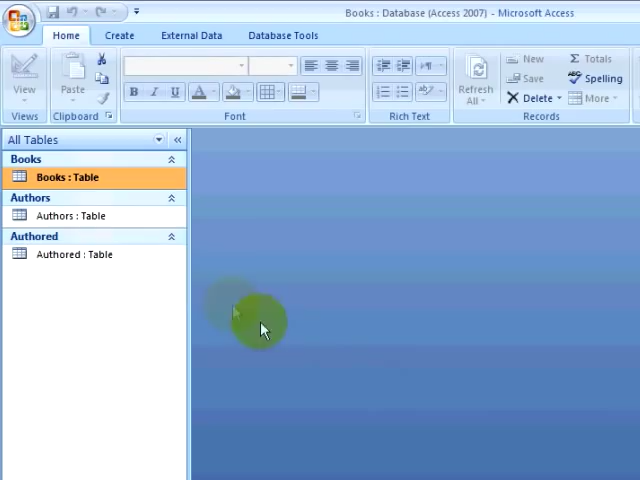 Books : Database (Access 2007) - Microsoft Access
Home Create External Data Database Tools
View
Views
Paste
Clipboard
B I U A
Font
Rich Text
Refresh All
New
Save
Delete
Totals
Spelling
More
Records
All Tables
Books
Books : Table
Authors
Authors : Table
Authored
Authored : Table